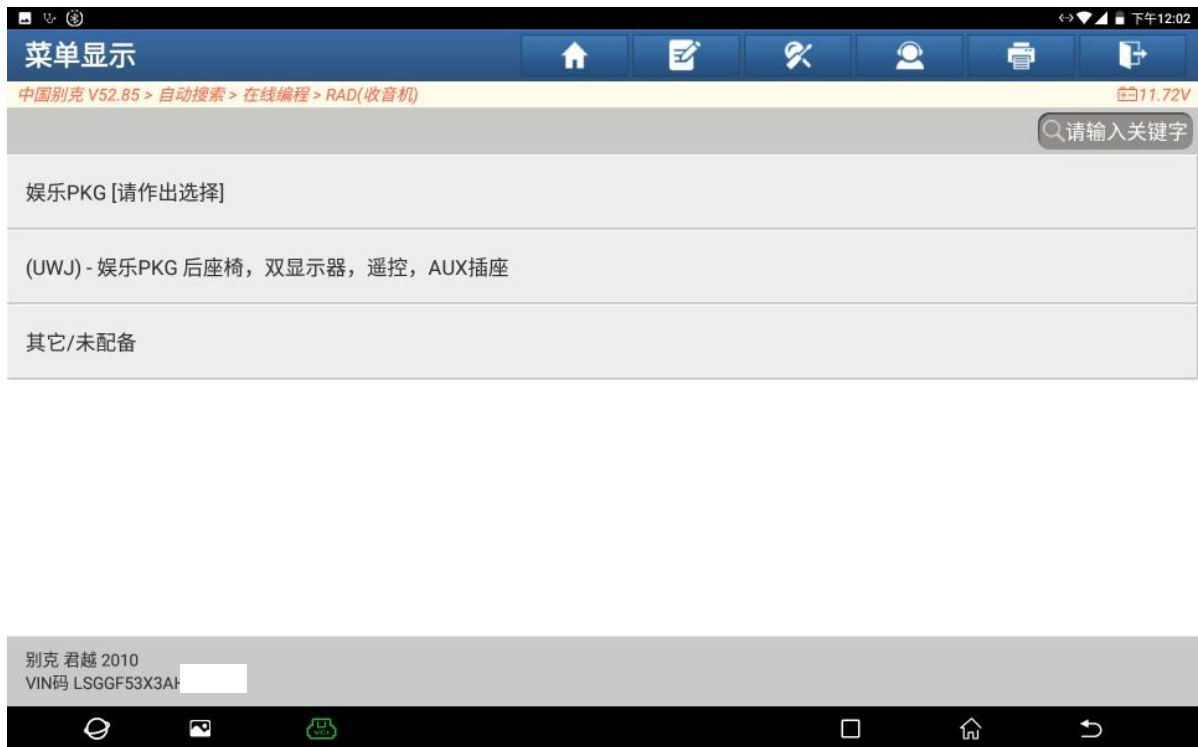 下午12:02
菜单显示
中国别克 V52.85 > 自动搜索 > 在线编程 > RAD(收音机)
11.72V
请输入关键字
娱乐PKG [请作出选择]
(UWJ) - 娱乐PKG 后座椅，双显示器，遥控，AUX插座
其它/未配备
别克 君越 2010
VIN码 LSGGF53X3AH
VCI